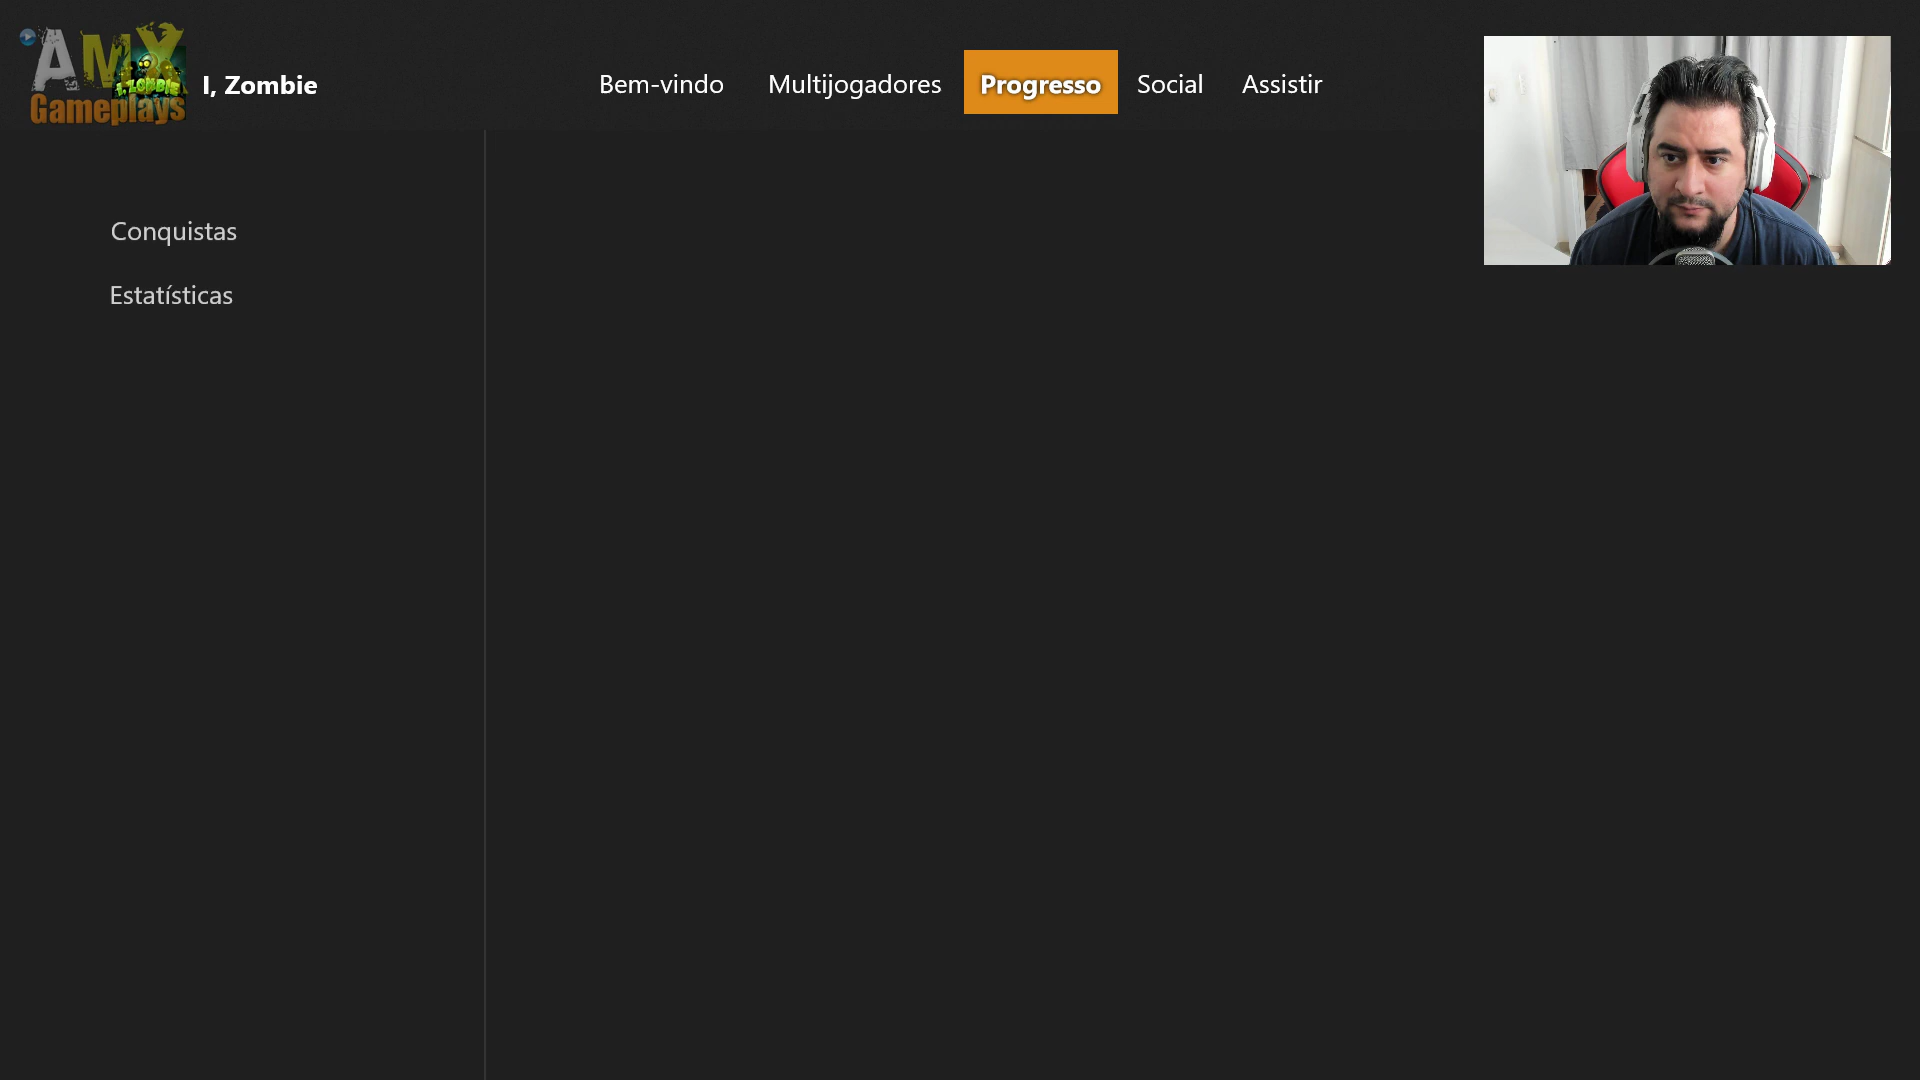 AMX
Gameplays
I, ZOMBIE
I, Zombie
Bem-vindo
Multijogadores
Progresso
Social
Assistir
Conquistas
Estatísticas